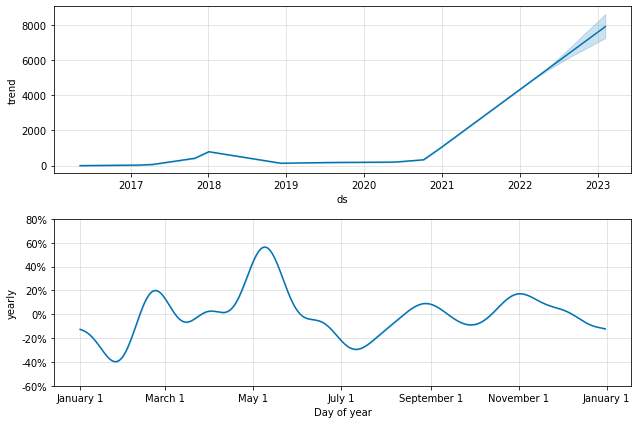 8000
6000
4000
2000
0
trend
2017 2018 2019 2020 2021 2022 2023
ds
80%
60%
40%
20%
0%
-20%
-40%
-60%
yearly
January 1 March 1 May 1 July 1 September 1 November 1 January 1
Day of year